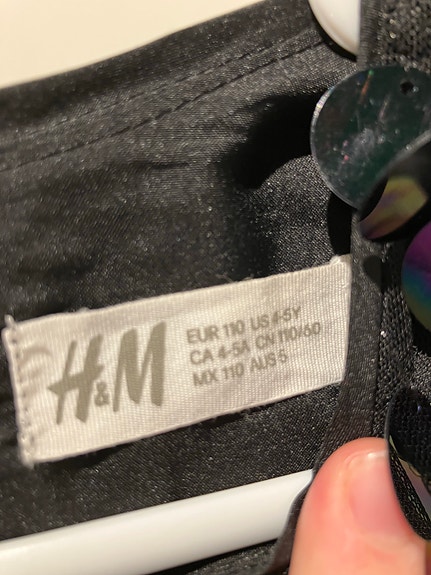 H&M
EUR 110 US 4-5Y
CA 4-5A CN 110/60
MX 110 AUS 5